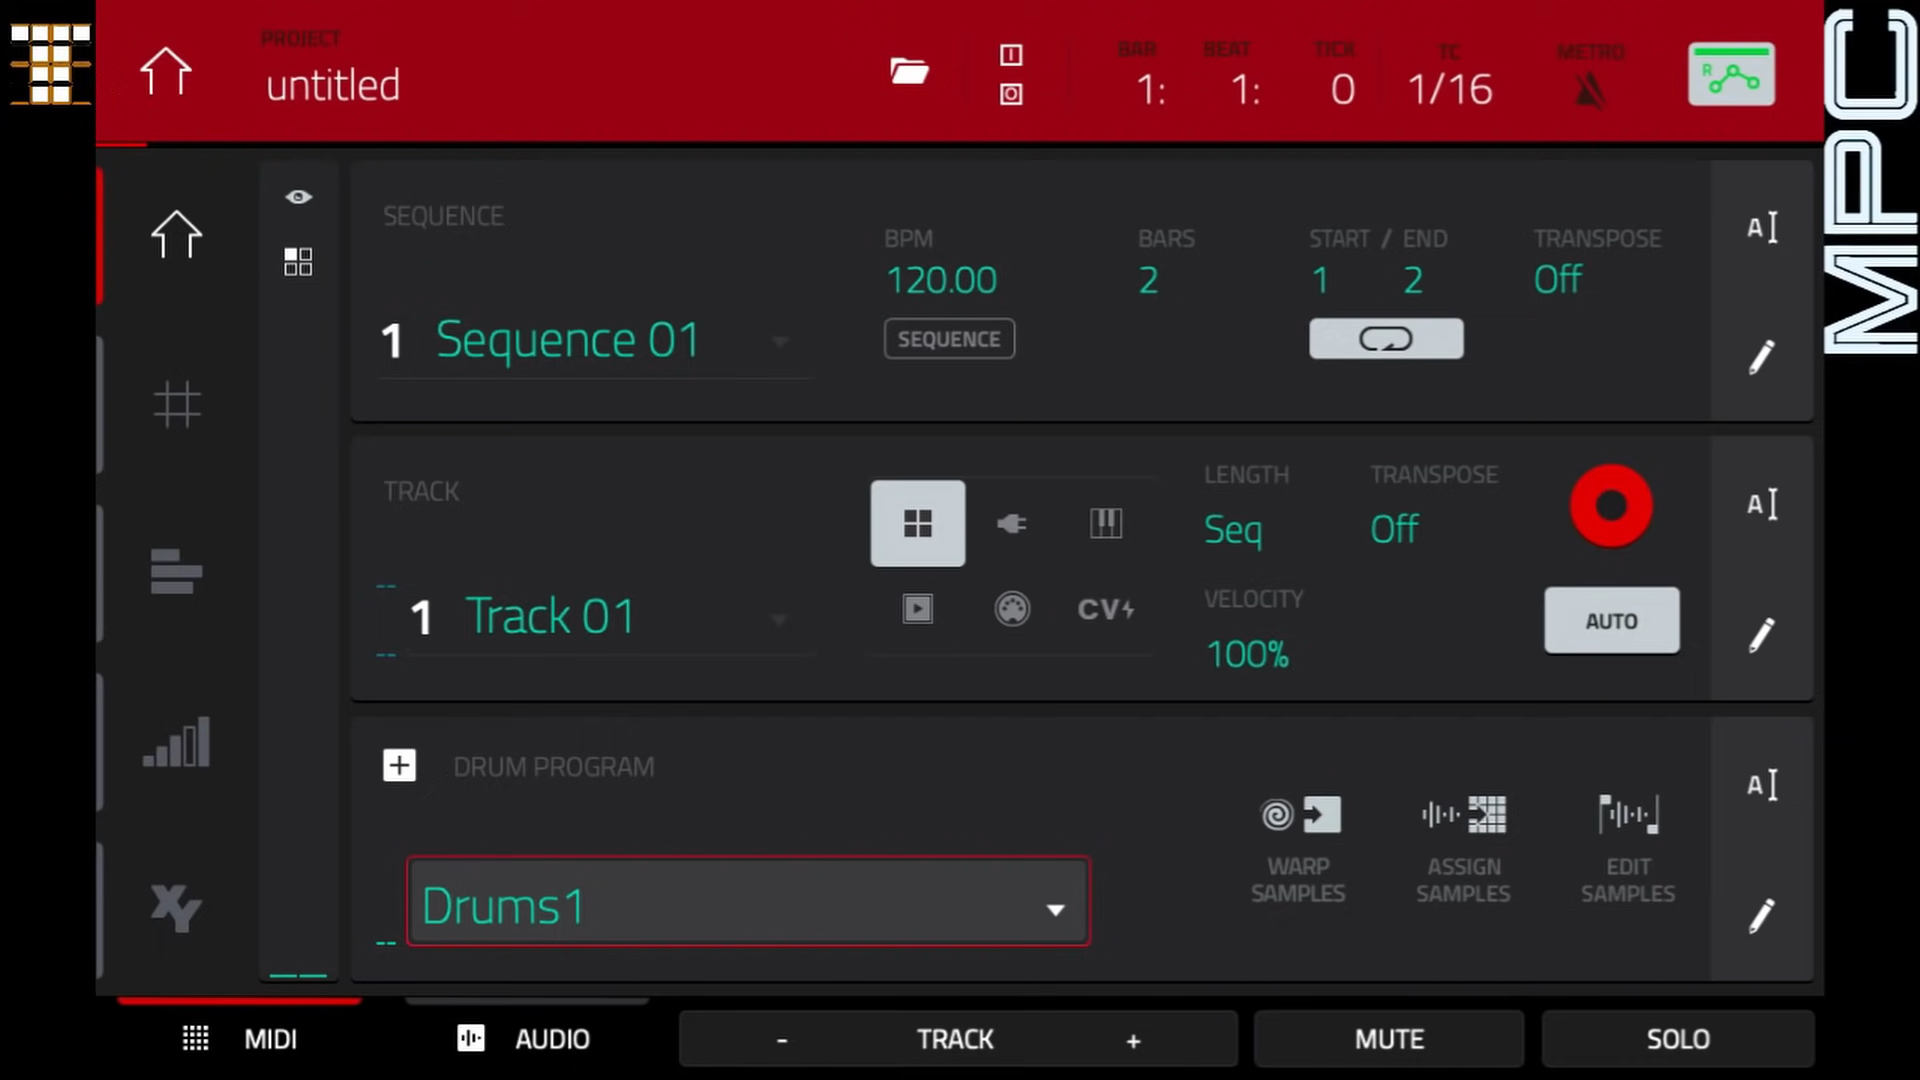 PROJECT
untitled
BAR BEAT TICK TC METRO
1: 1: 0 1/16
R
MPC
SEQUENCE
BPM BARS START / END TRANSPOSE
120.00 2 1 2 Off
1 Sequence 01 SEQUENCE
A
TRACK
LENGTH TRANSPOSE
Seq Off
A
1 Track 01
CV
VELOCITY
100%
AUTO
DRUM PROGRAM
A
Drums1
WARP SAMPLES
ASSIGN SAMPLES
EDIT SAMPLES
XY
MIDI AUDIO - TRACK + MUTE SOLO